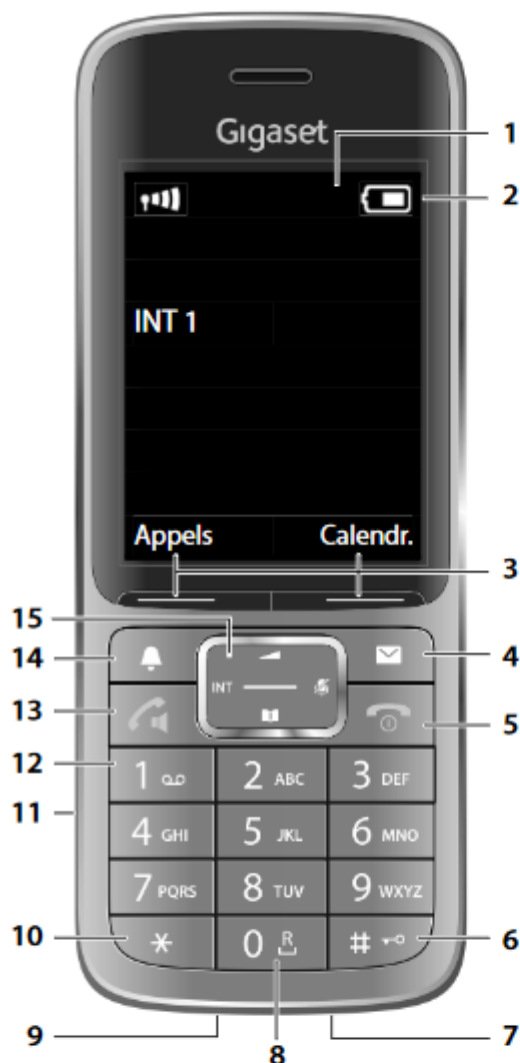 Gigaset
1
2
INT 1
Appels Calendr.
3
15
14 4
INT
13 5
12 1 2 ABC 3 DEF
11 4 GHI 5 JKL 6 MNO
7 PQRS 8 TUV 9 WXYZ
10 * 0 R # 6
9 8 7